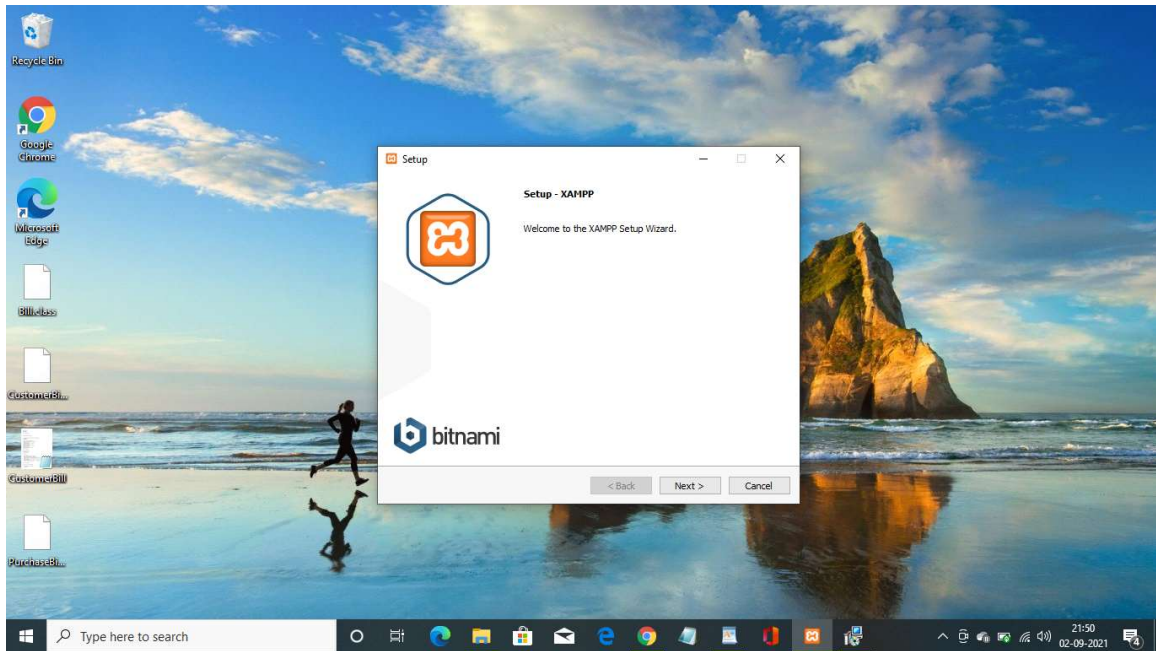 Recycle Bin
Google
Chrome
Microsoft
Edge
Bill.class
CustomerBi...
CustomerBill
PurchaseBi...
Setup
Setup - XAMPP
Welcome to the XAMPP Setup Wizard.
bitnami
< Back
Next >
Cancel
Type here to search
21:50
02-09-2021
4